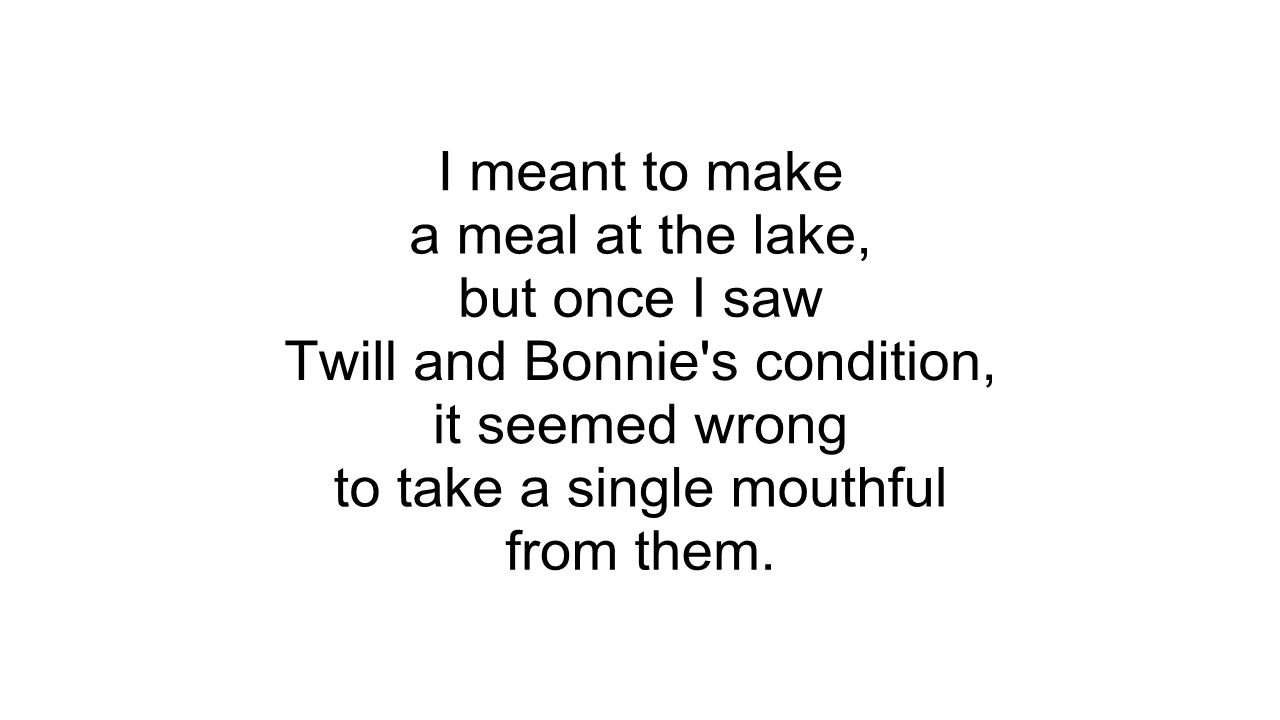 I meant to make
a meal at the lake,
but once I saw
Twill and Bonnie's condition,
it seemed wrong
to take a single mouthful
from them.